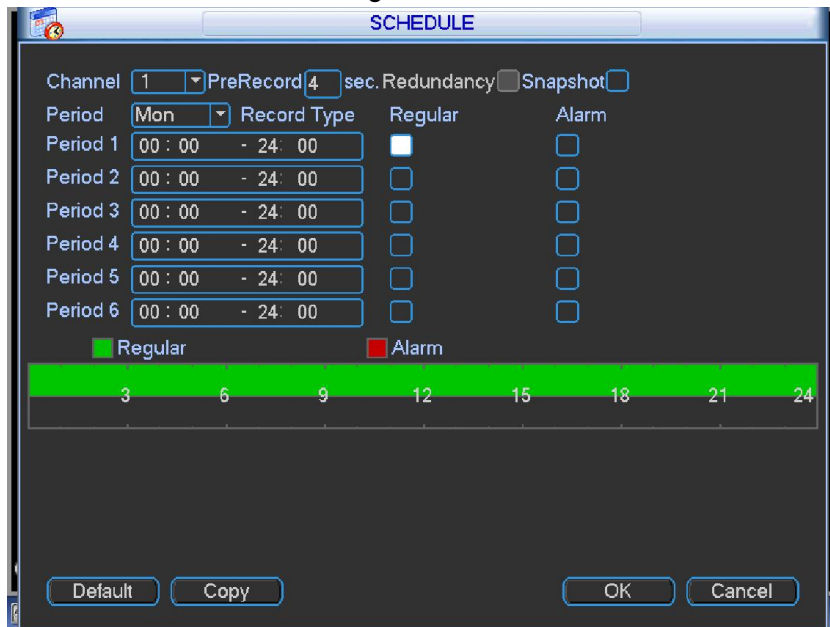 SCHEDULE
Channel 1 PreRecord 4 sec. Redundancy Snapshot
Period Mon Record Type Regular Alarm
Period 1 00 : 00 - 24: 00
Period 2 00 : 00 - 24: 00
Period 3 00 : 00 - 24: 00
Period 4 00 : 00 - 24: 00
Period 5 00 : 00 - 24: 00
Period 6 00 : 00 - 24: 00
Regular Alarm
3 6 9 12 15 18 21 24
Default Copy OK Cancel